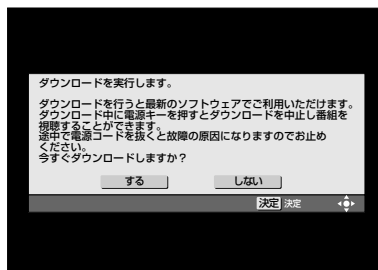 ダウンロードを実行します。
ダウンロードを行うと最新のソフトウェアでご利用いただけます。
ダウンロード中に電源キーを押すとダウンロードを中止し番組を
視聴することができます。
途中で電源コードを抜くと故障の原因になりますのでお止め
ください。
今すぐダウンロードしますか？
する しない
決定 決定